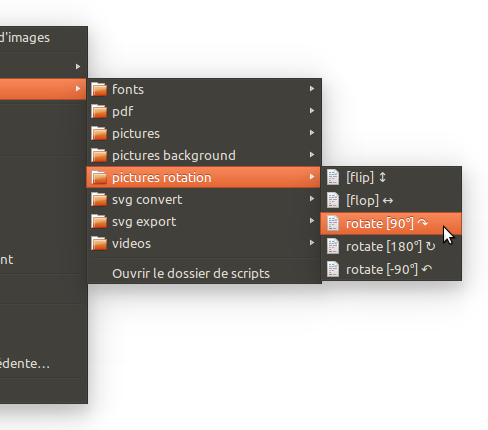 d'images
fonts
pdf
pictures
pictures background
pictures rotation
svg convert
svg export
videos
Ouvrir le dossier de scripts
[flip] ↕
[flop] ↔
rotate [90°] ↷
rotate [180°] ↻
rotate [-90°] ↶
nt
édente...